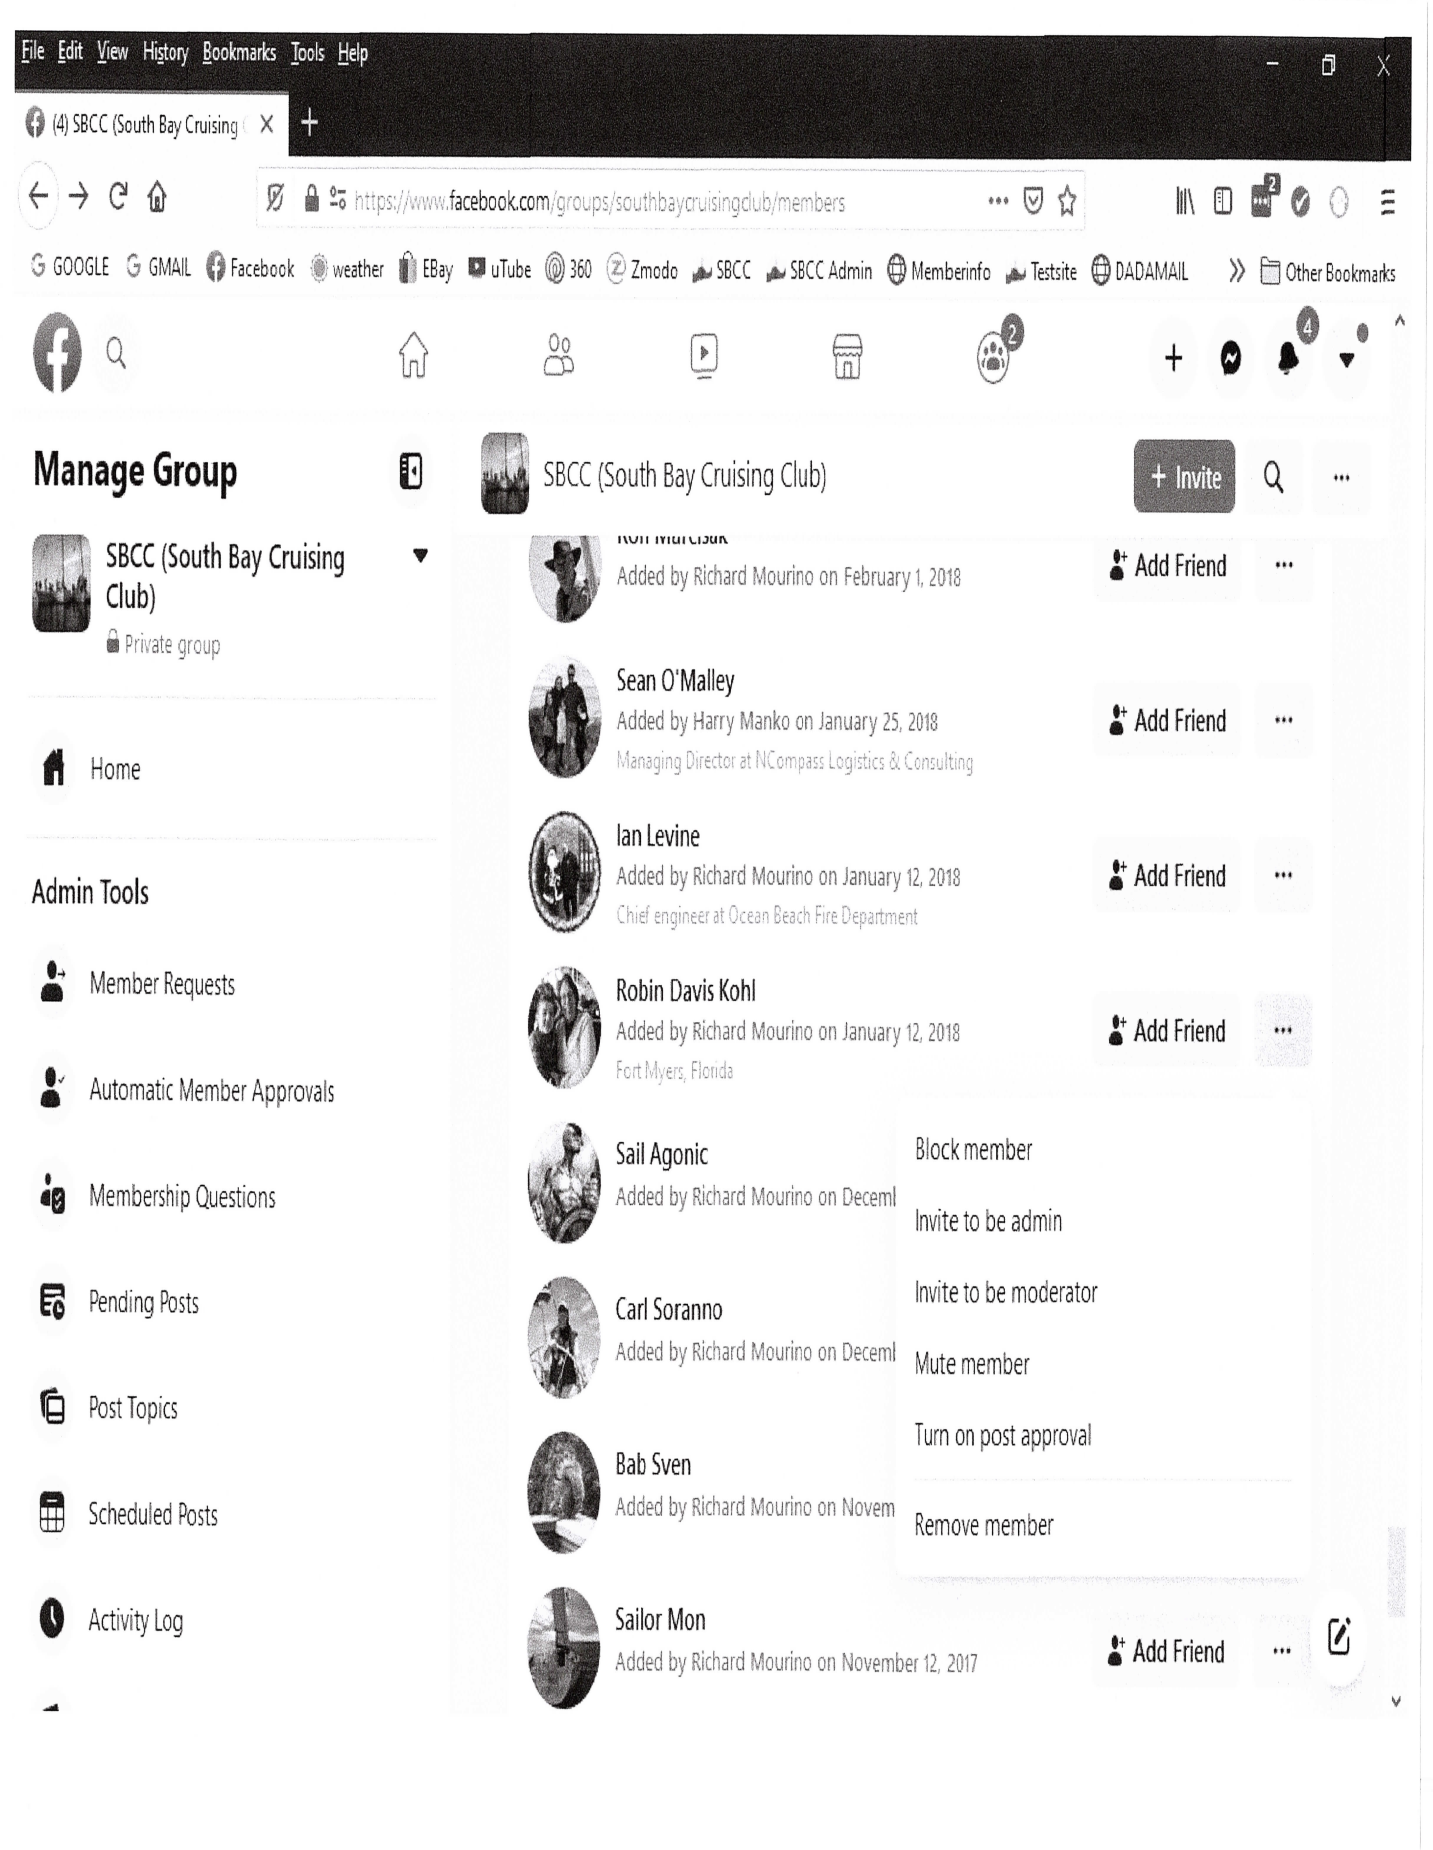 File Edit View History Bookmarks Tools Help
(4) SBCC (South Bay Cruising
https://www.facebook.com/groups/southbaycruisingclub/members
2
GOOGLE GMAIL Facebook weather EBay uTube 360 Zmodo SBCC SBCC Admin Memberinfo Testsite DADAMAIL Other Bookmarks
2
4
Manage Group
SBCC (South Bay Cruising
Club)
Private group
Home
Admin Tools
Member Requests
Automatic Member Approvals
Membership Questions
Pending Posts
Post Topics
Scheduled Posts
Activity Log
SBCC (South Bay Cruising Club)
+ Invite
Added by Richard Mourino on February 1, 2018
Add Friend
Sean O'Malley
Added by Harry Manko on January 25, 2018
Managing Director at NCompass Logistics & Consulting
Add Friend
Ian Levine
Added by Richard Mourino on January 12, 2018
Chief engineer at Ocean Beach Fire Department
Add Friend
Robin Davis Kohl
Added by Richard Mourino on January 12, 2018
Fort Myers, Florida
Add Friend
Sail Agonic
Added by Richard Mourino on Decemb
Carl Soranno
Added by Richard Mourino on Decemb
Bab Sven
Added by Richard Mourino on Novem
Block member
Invite to be admin
Invite to be moderator
Mute member
Turn on post approval
Remove member
Sailor Mon
Added by Richard Mourino on November 12, 2017
Add Friend